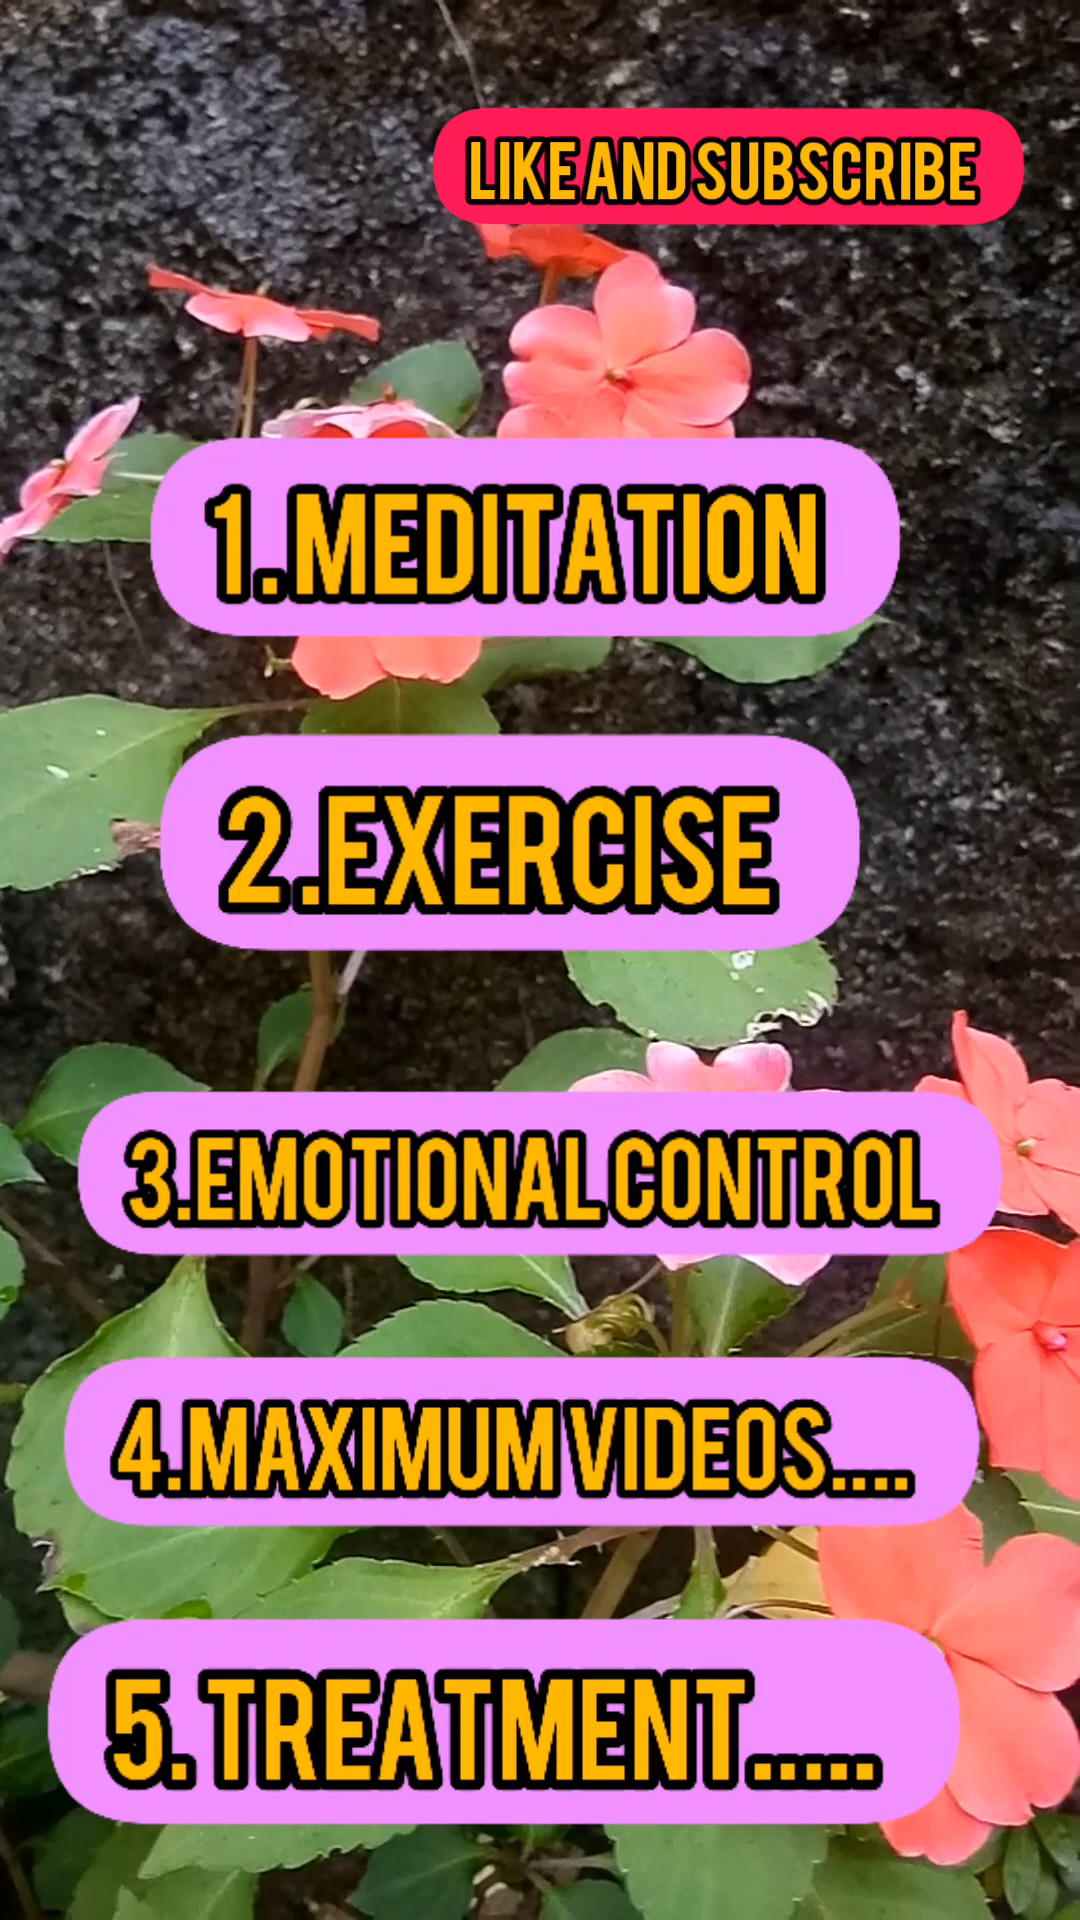 LIKE AND SUBSCRIBE
1.MEDITATION
2.EXERCISE
3.EMOTIONAL CONTROL
4.MAXIMUM VIDEOS....
5. TREATMENT.....